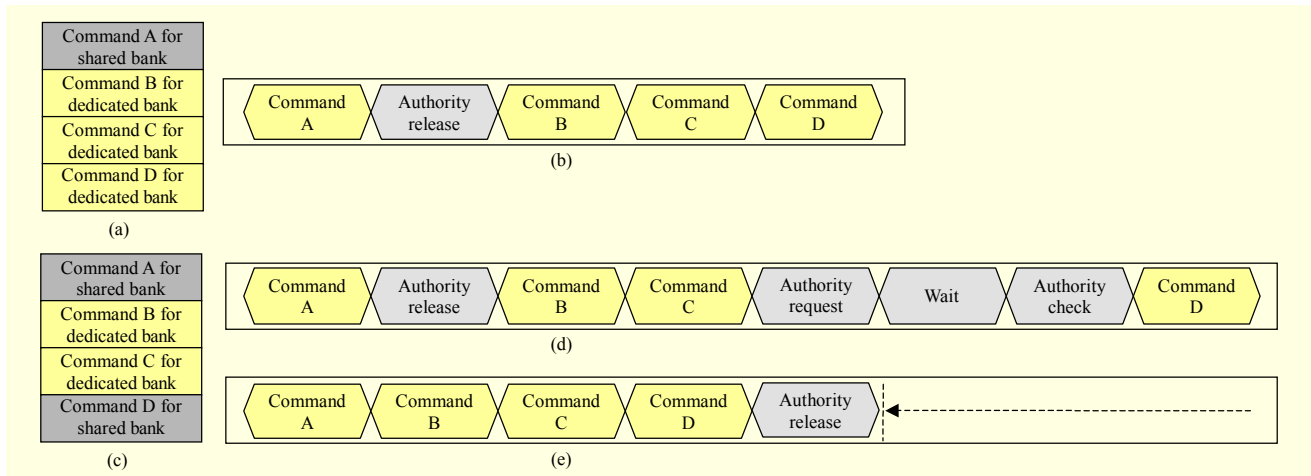 Command A for
shared bank
Command B for
dedicated bank
Command C for
dedicated bank
Command D for
dedicated bank
(a)
Command
A
Authority
release
Command
B
Command
C
Command
D
(b)
Command A for
shared bank
Command B for
dedicated bank
Command C for
dedicated bank
Command D for
shared bank
(c)
Command
A
Authority
release
Command
B
Command
C
Authority
request
Wait
Authority
check
Command
D
(d)
Command
A
Command
B
Command
C
Command
D
Authority
release
(e)